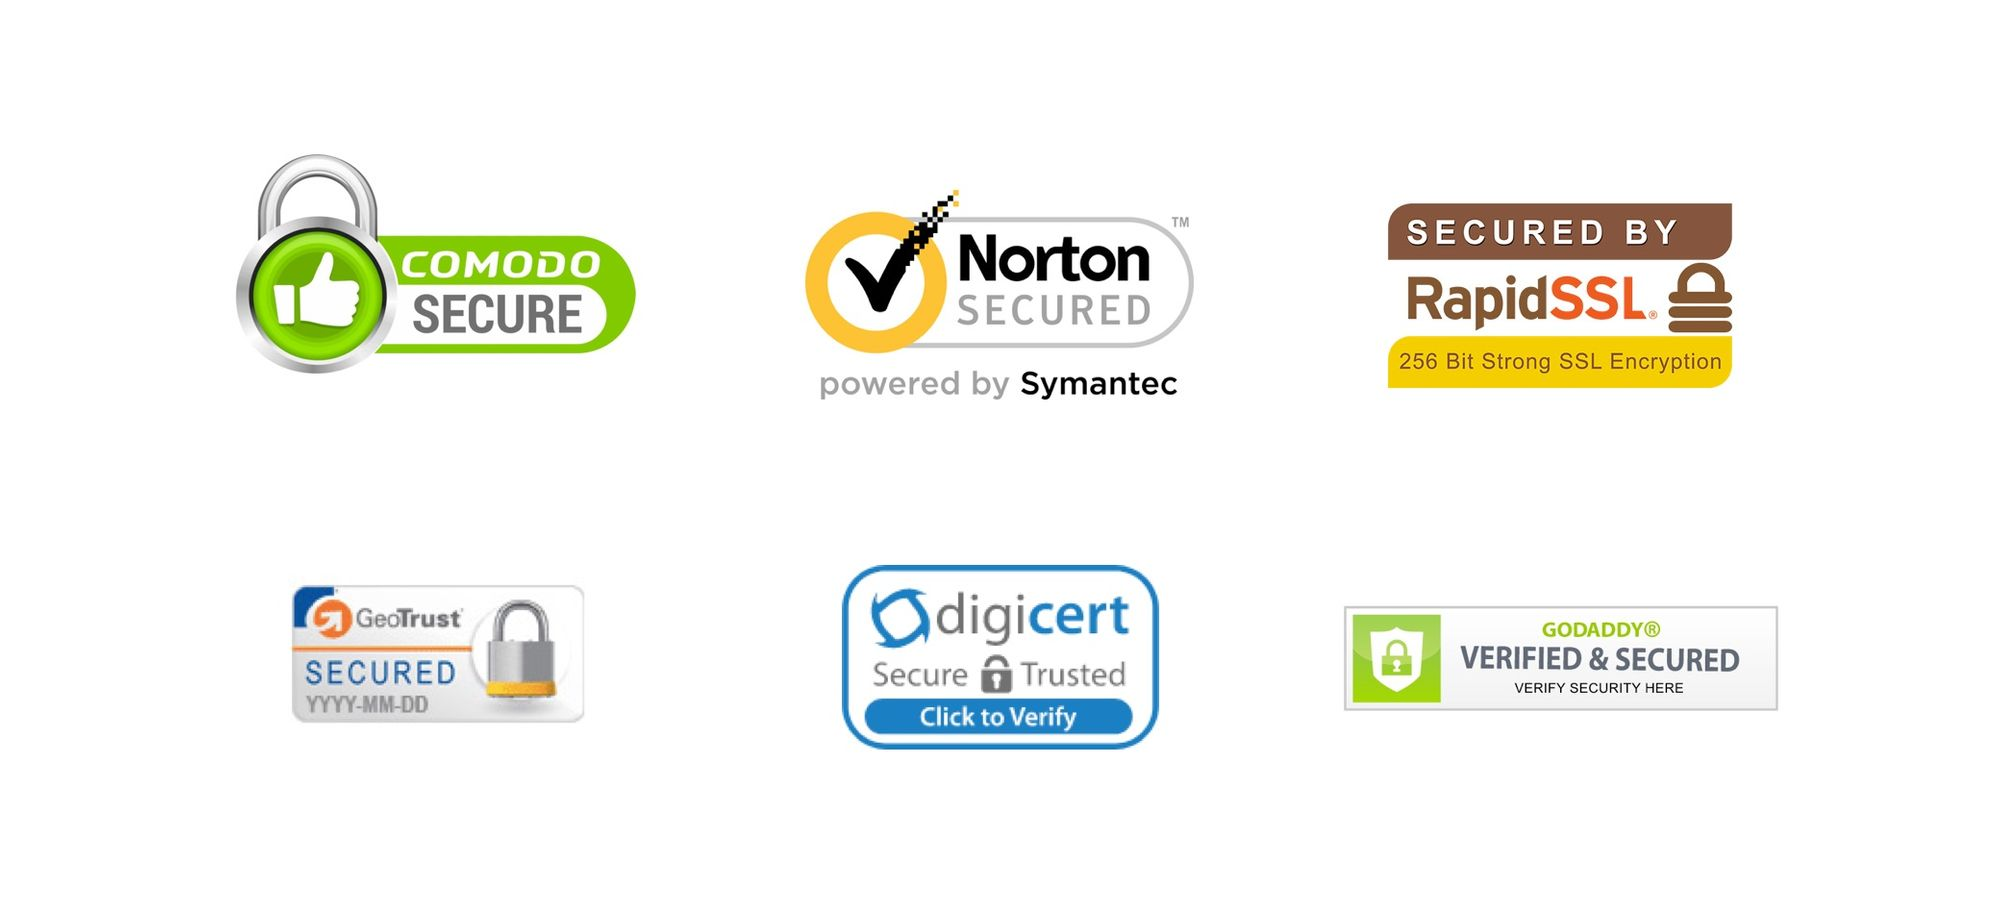 COMODO
SECURE
Norton
SECURED
TM
powered by Symantec
SECURED BY
RapidSSL®
256 Bit Strong SSL Encryption
GeoTrust
SECURED
YYYY-MM-DD
digicert
Secure Trusted
Click to Verify
GODADDY®
VERIFIED & SECURED
VERIFY SECURITY HERE